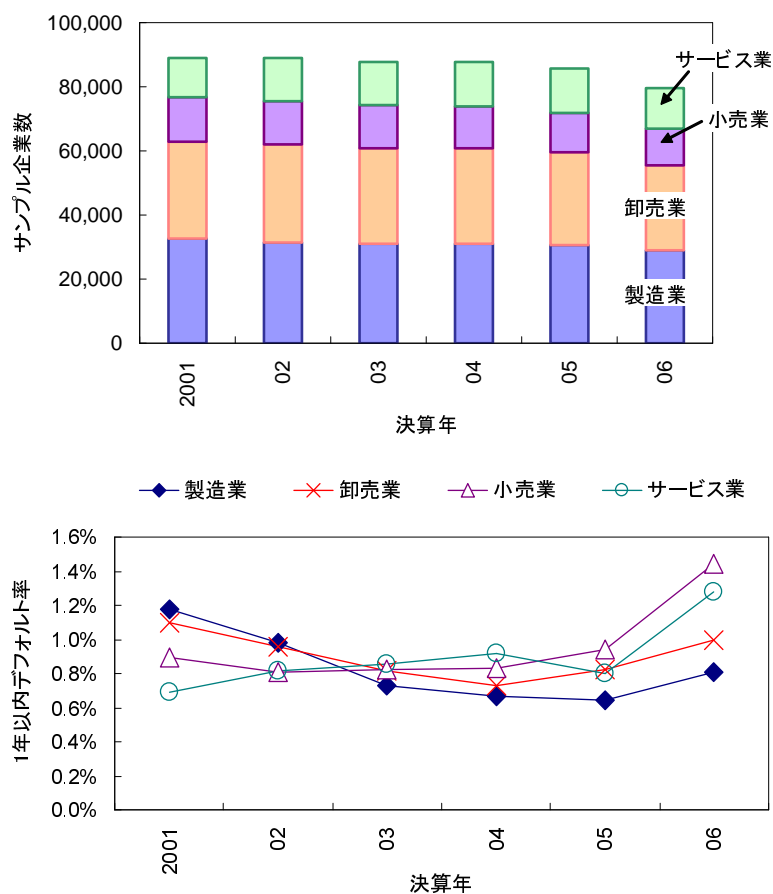 100,000
80,000
60,000
40,000
20,000
0
サンプル企業数
サービス業
小売業
卸売業
製造業
2001 02 03 04 05 06
決算年
製造業 卸売業 小売業 サービス業
1.6%
1.4%
1.2%
1.0%
0.8%
0.6%
0.4%
0.2%
0.0%
1年以内デフォルト率
2001 02 03 04 05 06
決算年